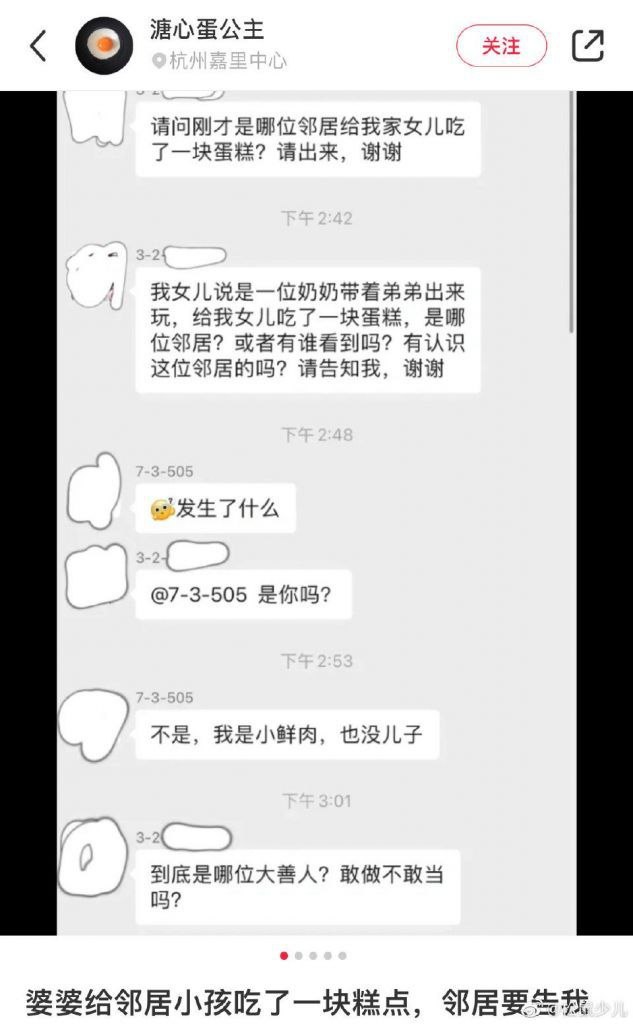 溏心蛋公主
杭州嘉里中心
关注
请问刚才是哪位邻居给我家女儿吃
了一块蛋糕？请出来，谢谢
下午2:42
3-2-
我女儿说是一位奶奶带着弟弟出来
玩，给我女儿吃了一块蛋糕，是哪
位邻居？或者有谁看到吗？有认识
这位邻居的吗？请告知我，谢谢
下午2:48
7-3-505
发生了什么
3-2-
@7-3-505 是你吗？
下午2:53
7-3-505
不是，我是小鲜肉，也没儿子
下午3:01
3-2
到底是哪位大善人？敢做不敢当
吗？
婆婆给邻居小孩吃了一块糕点，邻居要告我